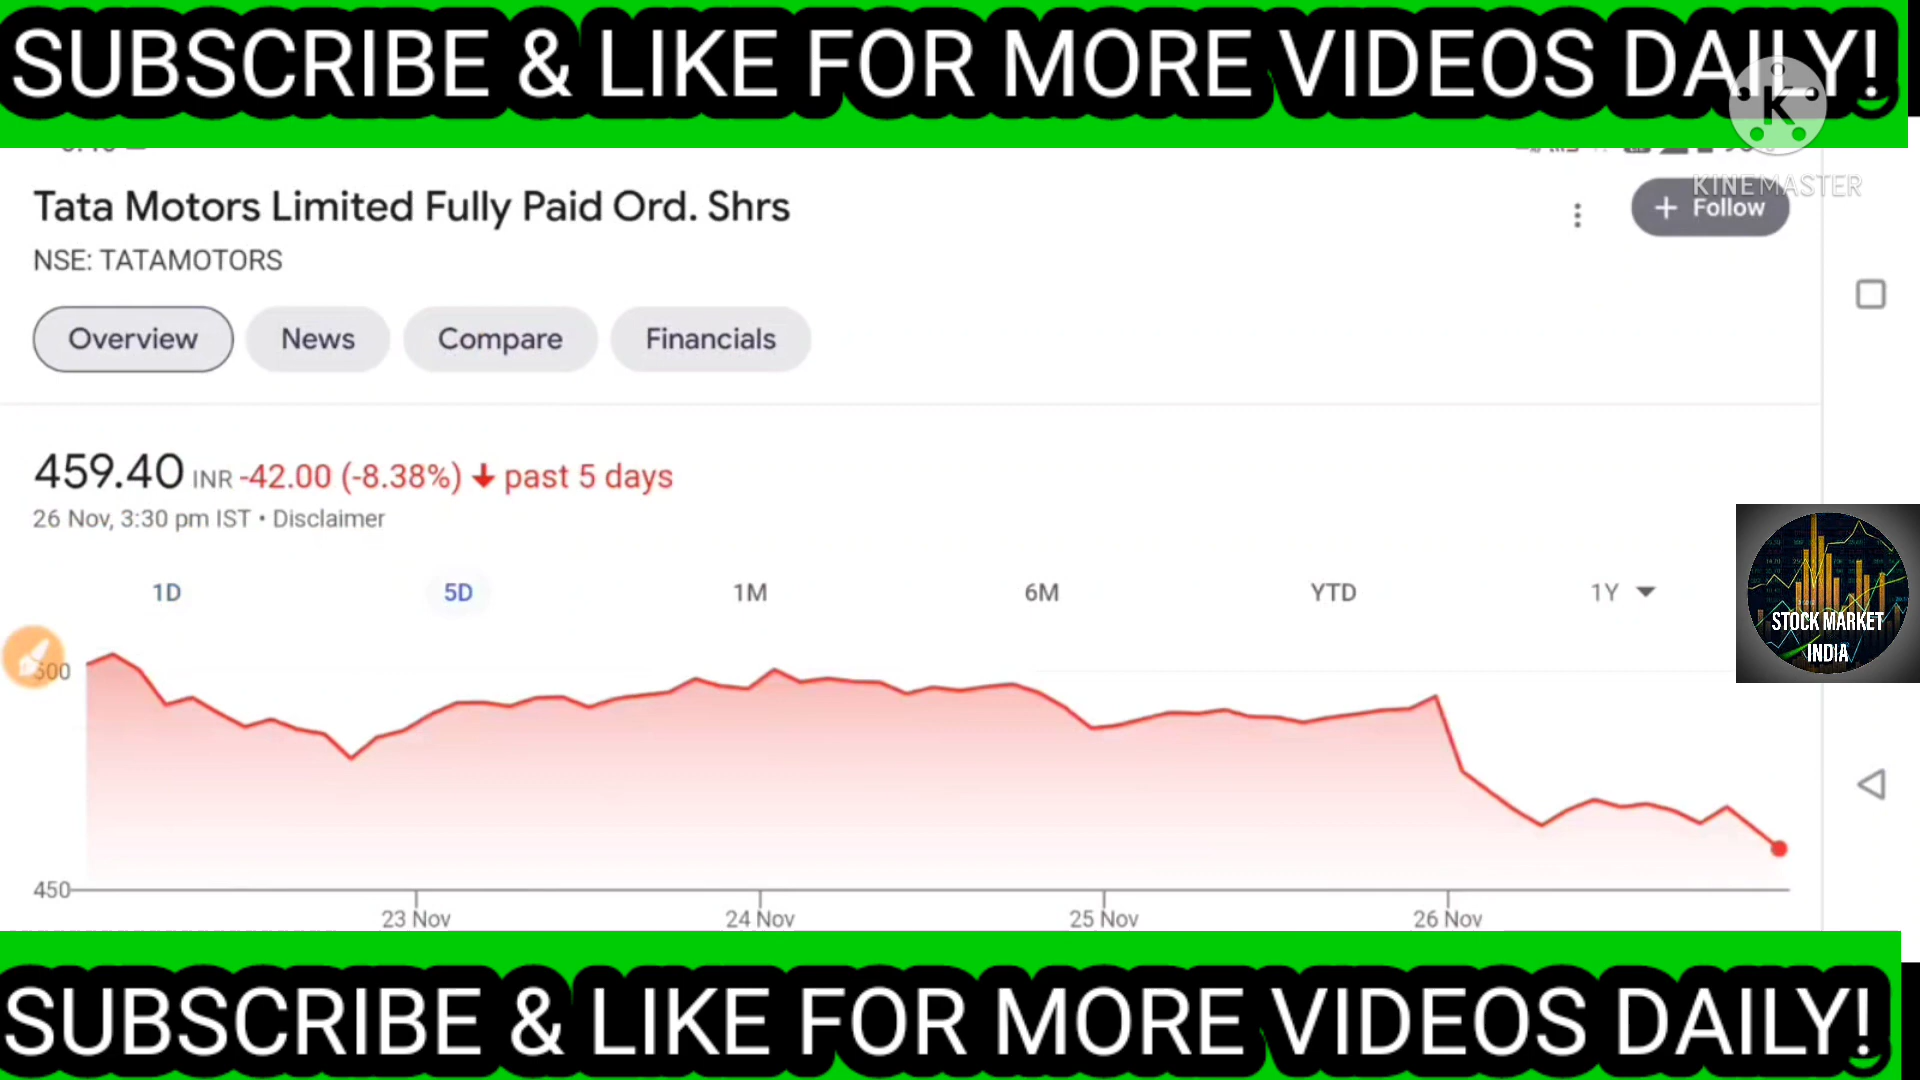 SUBSCRIBE & LIKE FOR MORE VIDEOS DAILY!
K
KINEMASTER
Tata Motors Limited Fully Paid Ord. Shrs
+ Follow
NSE: TATAMOTORS
Overview News Compare Financials
459.40 INR -42.00 (-8.38%) ↓ past 5 days
26 Nov, 3:30 pm IST • Disclaimer
1D 5D 1M 6M YTD 1Y
STOCK MARKET
INDIA
500
450
23 Nov 24 Nov 25 Nov 26 Nov
SUBSCRIBE & LIKE FOR MORE VIDEOS DAILY!